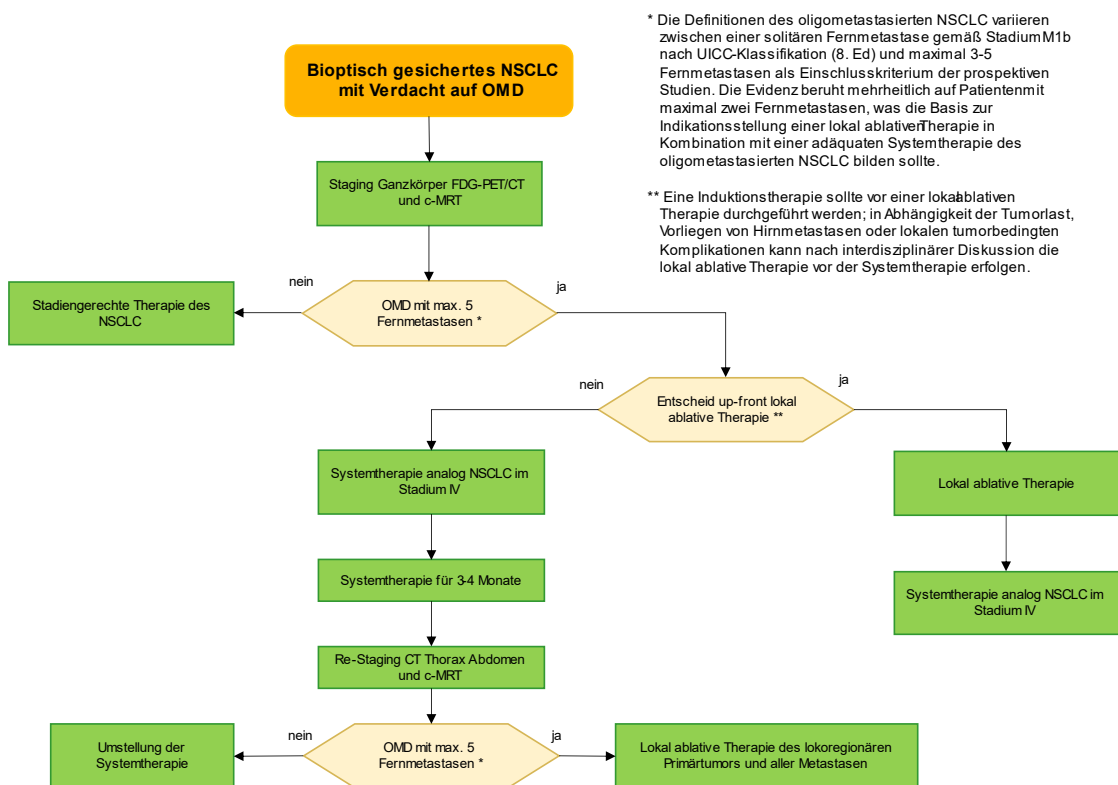 * Die Definitionen des oligometastasierten NSCLC variieren
zwischen einer solitären Fernmetastase gemäß Stadium M1b
nach UICC-Klassifikation (8. Ed) und maximal 3-5
Fernmetastasen als Einschlusskriterium der prospektiven
Studien. Die Evidenz beruht mehrheitlich auf Patienten mit
maximal zwei Fernmetastasen, was die Basis zur
Indikationsstellung einer lokal ablativen Therapie in
Kombination mit einer adäquaten Systemtherapie des
oligometastasierten NSCLC bilden sollte.
** Eine Induktionstherapie sollte vor einer lokal ablativen
Therapie durchgeführt werden; in Abhängigkeit der Tumorlast,
Vorliegen von Hirnmetastasen oder lokalen tumorbedingten
Komplikationen kann nach interdisziplinärer Diskussion die
lokal ablative Therapie vor der Systemtherapie erfolgen.
Bioptisch gesichertes NSCLC
mit Verdacht auf OMD
Staging Ganzkörper FDG-PET/CT
und c-MRT
nein
ja
Stadiengerechte Therapie des
NSCLC
OMD mit max. 5
Fernmetastasen *
nein
ja
Entscheid up-front lokal
ablative Therapie **
Systemtherapie analog NSCLC im
Stadium IV
Lokal ablative Therapie
Systemtherapie für 3-4 Monate
Systemtherapie analog NSCLC im
Stadium IV
Re-Staging CT Thorax Abdomen
und c-MRT
nein
ja
Umstellung der
Systemtherapie
OMD mit max. 5
Fernmetastasen *
Lokal ablative Therapie des lokoregionären
Primärtumors und aller Metastasen